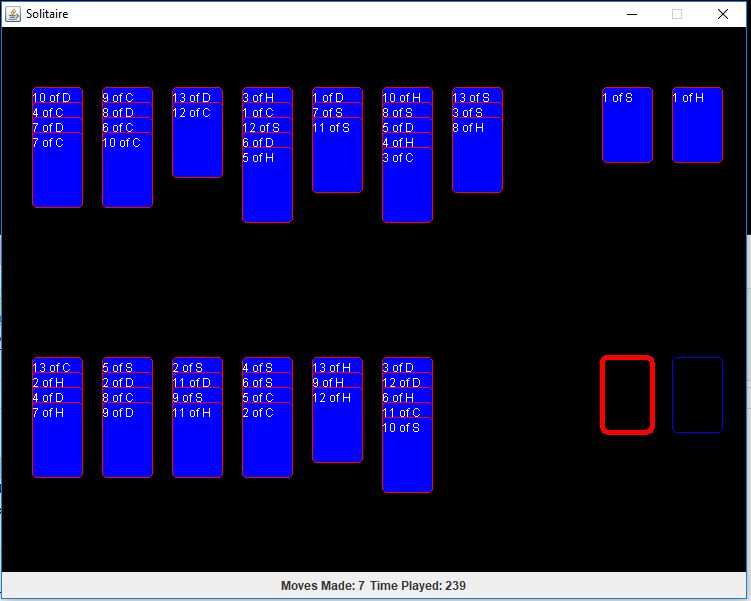 Solitaire
10 of D 9 of C 13 of D 3 of H 1 of D 10 of H 13 of S 1 of S 1 of H
4 of C 8 of D 12 of C 1 of C 7 of S 8 of S 3 of S
7 of D 6 of C 12 of S 11 of S 5 of D 8 of H
7 of C 10 of C 6 of D 4 of H
5 of H 3 of C
13 of C 5 of S 2 of S 4 of S 13 of H 3 of D
2 of H 2 of D 11 of D 6 of S 9 of H 12 of D
4 of D 8 of C 9 of S 5 of C 12 of H 6 of H
7 of H 9 of D 11 of H 2 of C 11 of C
10 of S
Moves Made: 7 Time Played: 239